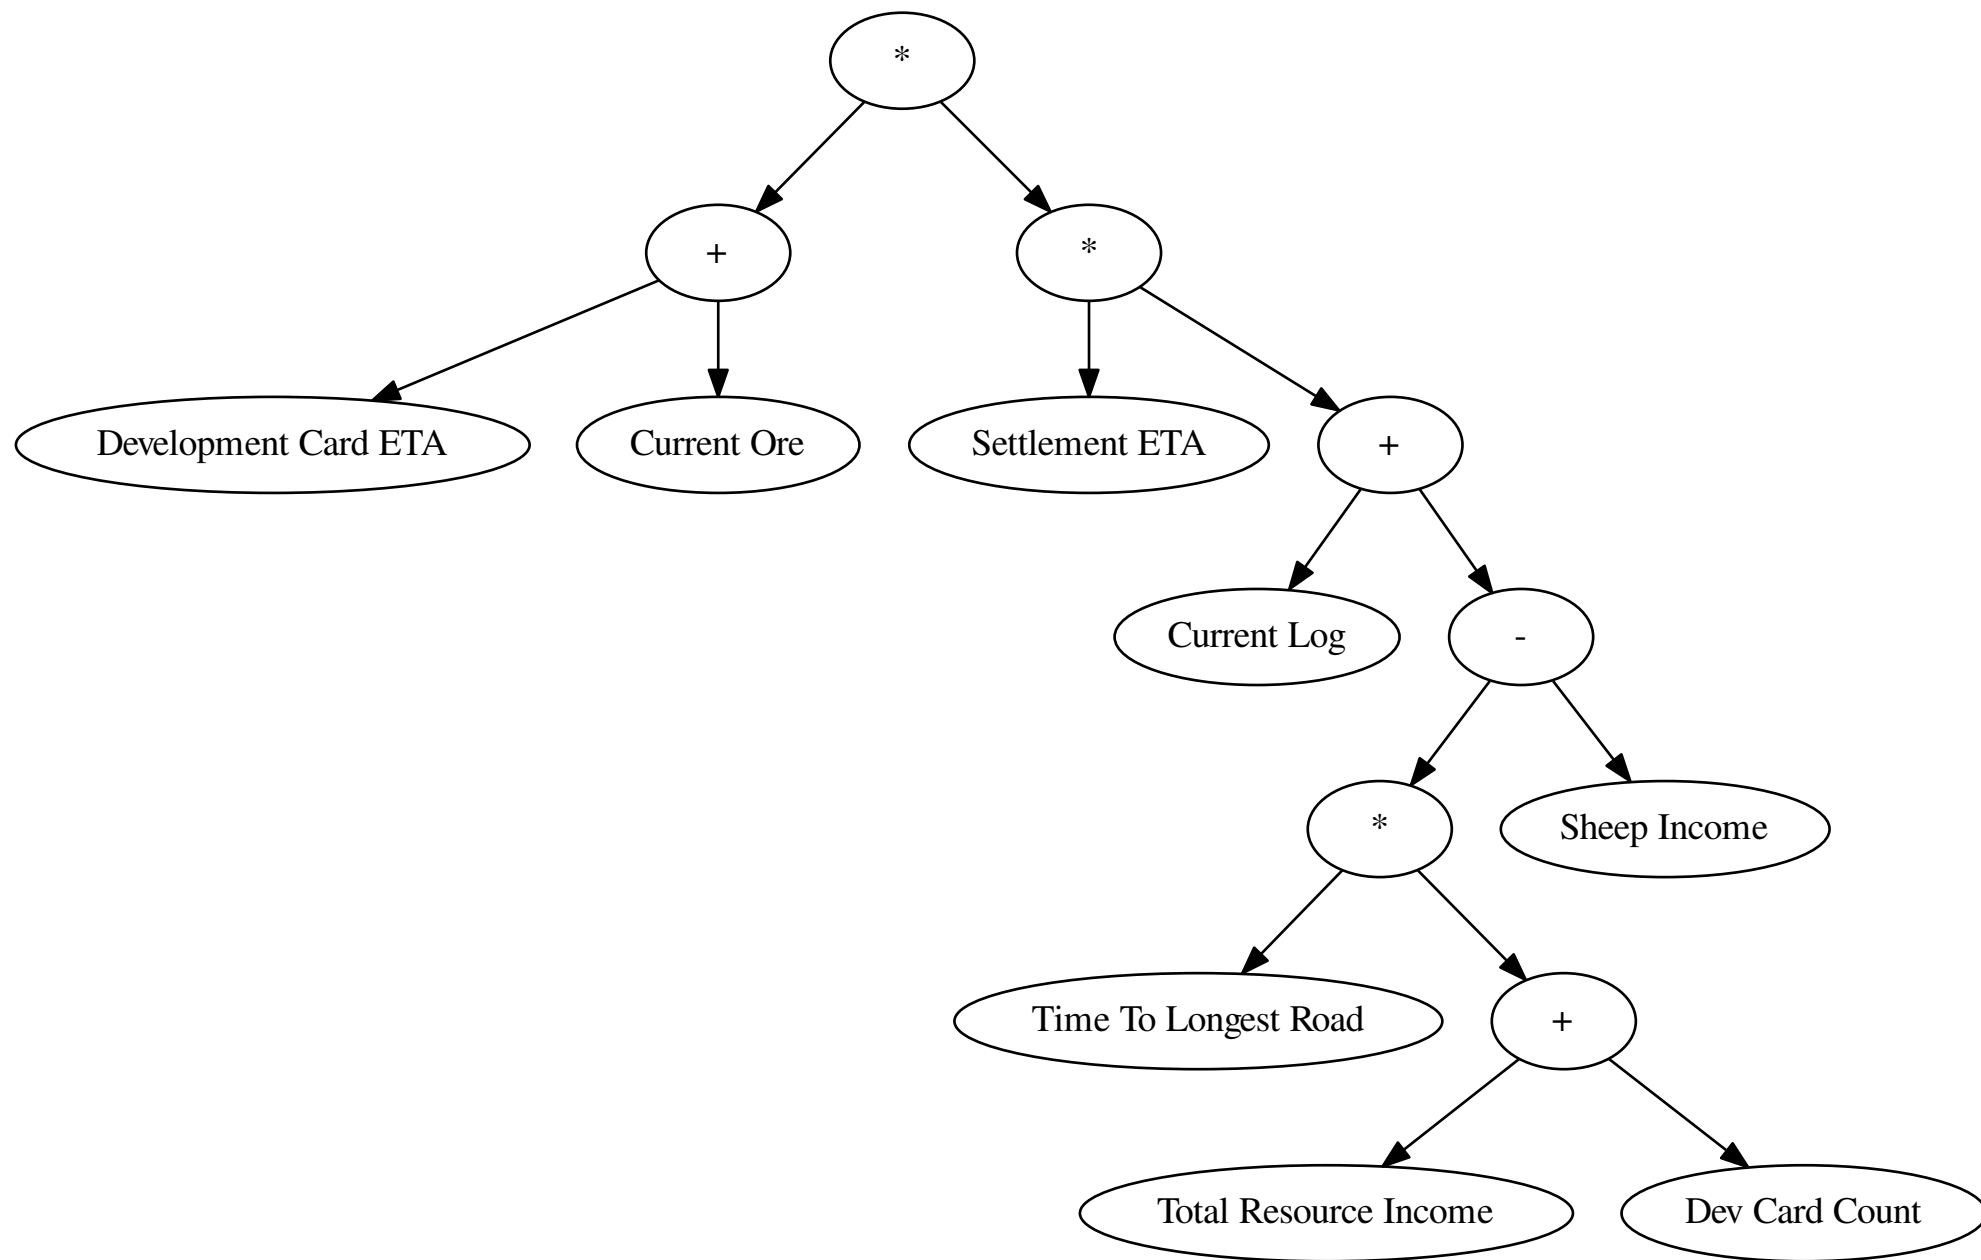 *
+
*
Development Card ETA
Current Ore
Settlement ETA
+
Current Log
-
*
Sheep Income
Time To Longest Road
+
Total Resource Income
Dev Card Count